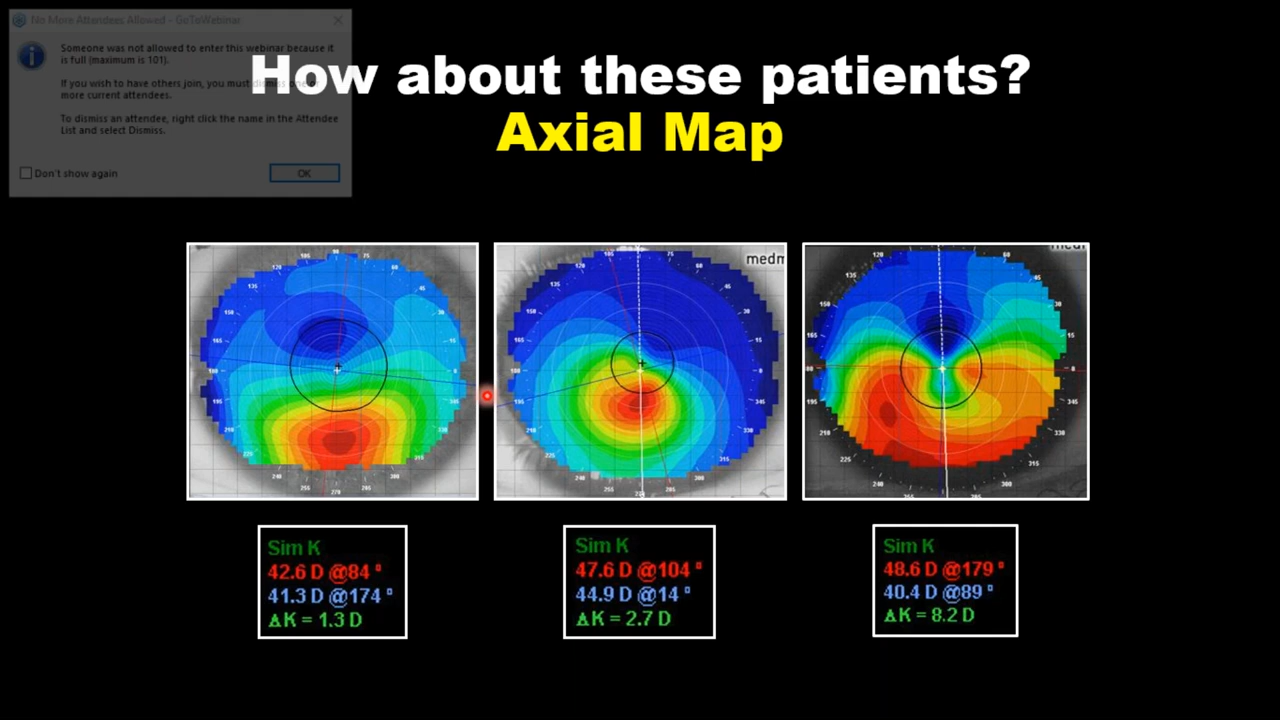 No More Attendees Allowed - GoToWebinar
Someone was not allowed to enter this webinar because it
is full (maximum is 101).
If you wish to have others join, you must dismiss one or
more current attendees.
To dismiss an attendee, right click the name in the Attendee
List and select Dismiss.
Don't show again
OK
How about these patients?
Axial Map
medm
Sim K
42.6 D @84 °
41.3 D @174 °
ΔK = 1.3 D
Sim K
47.6 D @104 °
44.9 D @14 °
ΔK = 2.7 D
Sim K
48.6 D @179 °
40.4 D @89 °
ΔK = 8.2 D